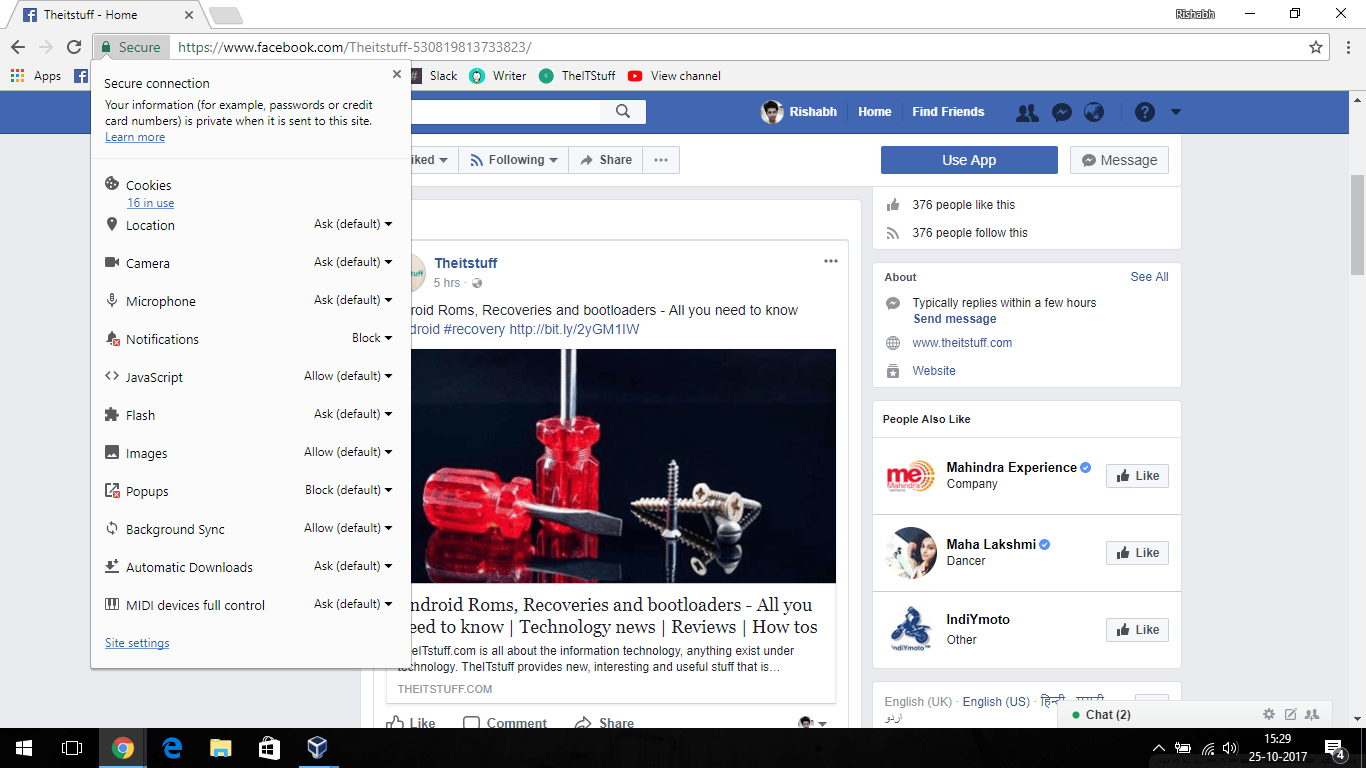 Theitstuff - Home
Rishabh
Secure
https://www.facebook.com/Theitstuff-530819813733823/
Apps
Slack
Writer
TheITStuff
View channel
Secure connection
Your information (for example, passwords or credit
card numbers) is private when it is sent to this site.
Learn more
Cookies
16 in use
Location Ask (default)
Camera Ask (default)
Microphone Ask (default)
Notifications Block
JavaScript Allow (default)
Flash Ask (default)
Images Allow (default)
Popups Block (default)
Background Sync Allow (default)
Automatic Downloads Ask (default)
MIDI devices full control Ask (default)
Site settings
Rishabh Home Find Friends
iked Following Share
Use App Message
Theitstuff
5 hrs ·
droid Roms, Recoveries and bootloaders - All you need to know
droid #recovery http://bit.ly/2yGM1IW
ndroid Roms, Recoveries and bootloaders - All you
eed to know | Technology news | Reviews | How tos
heITStuff.com is all about the information technology, anything exist under
chnology. TheITstuff provides new, interesting and useful stuff that is...
THEITSTUFF.COM
Like Comment Share
376 people like this
376 people follow this
About See All
Typically replies within a few hours
Send message
www.theitstuff.com
Website
People Also Like
me
Mahindra
Mahindra Experience
Company
Like
Maha Lakshmi
Dancer
Like
IndiYmoto
IndiYmoto
Other
Like
English (UK) · English (US) · हिन्दी ·
اردو
Chat (2)
15:29
25-10-2017
4